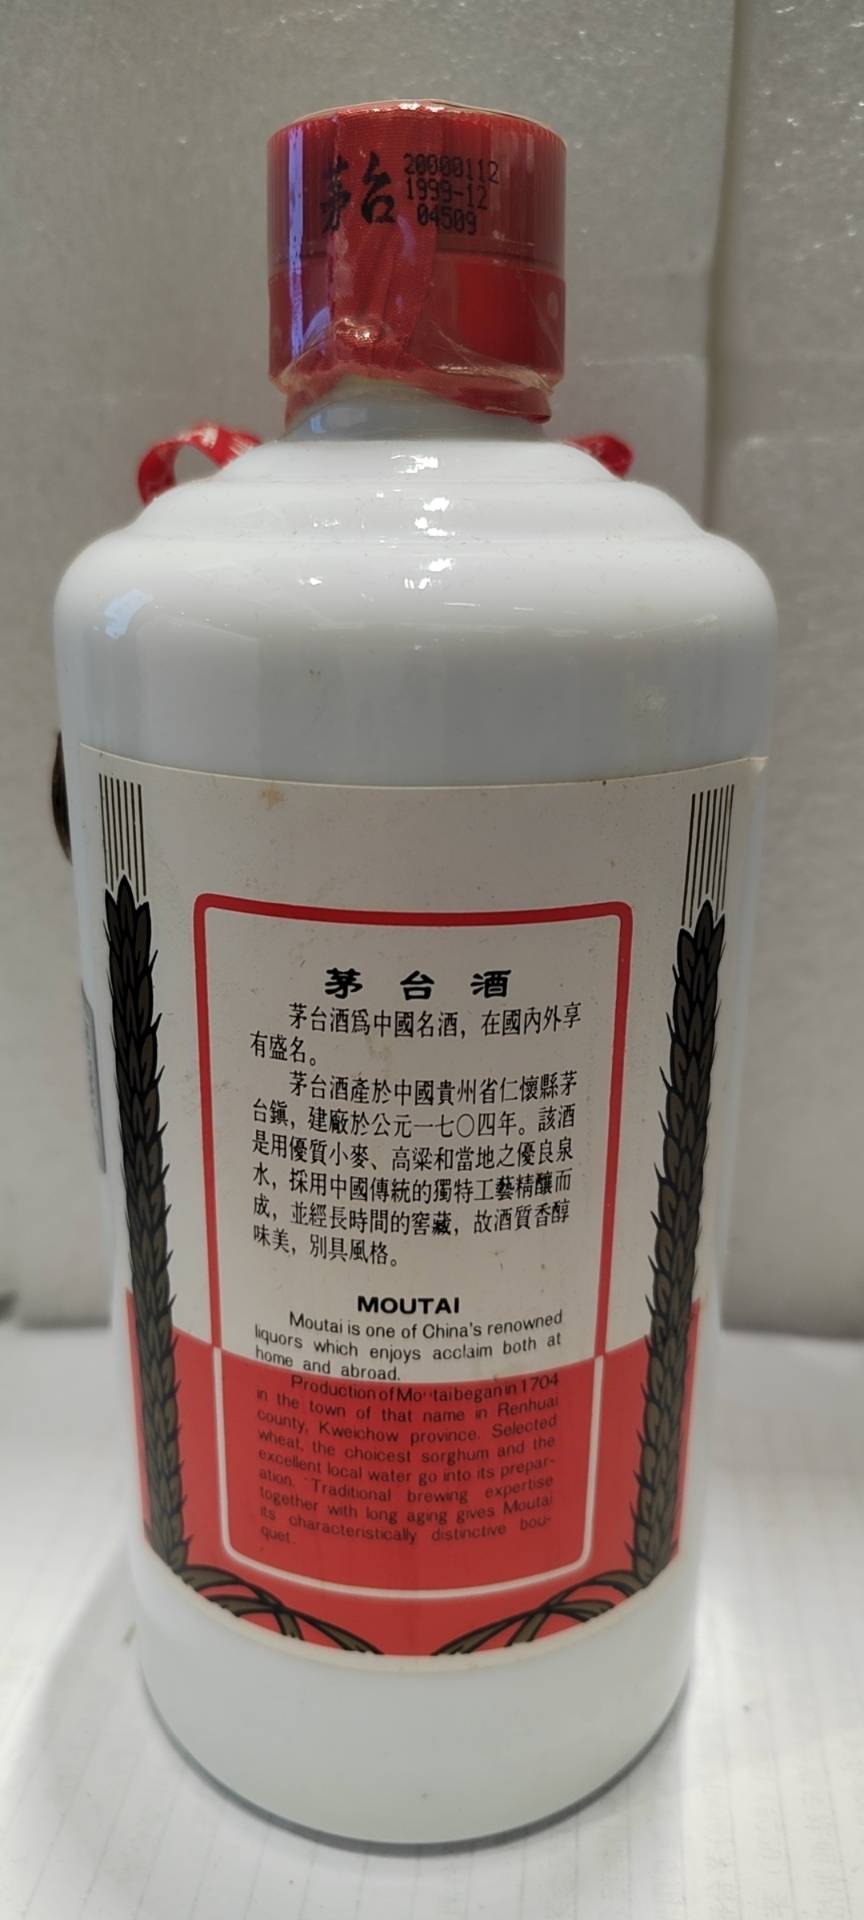 茅台
20000112
1999-12
04509
茅台酒
茅台酒爲中國名酒，在國內外享
有盛名。
茅台酒產於中國貴州省仁懷縣茅
台鎮，建廠於公元一七〇四年。該酒
是用優質小麥、高粱和當地之優良泉
水，採用中國傳統的獨特工藝精釀而
成，並經長時間的窖藏，故酒質香醇
味美，別具風格。
MOUTAI
Moutai is one of China's renowned
liquors which enjoys acclaim both at
home and abroad.
Production of Moutai began in 1704
in the town of that name in Renhuai
county, Kweichow province. Selected
wheat, the choicest sorghum and the
excellent local water go into its prepar-
ation. Traditional brewing expertise
together with long aging gives Moutai
its characteristically distinctive bou-
quet.